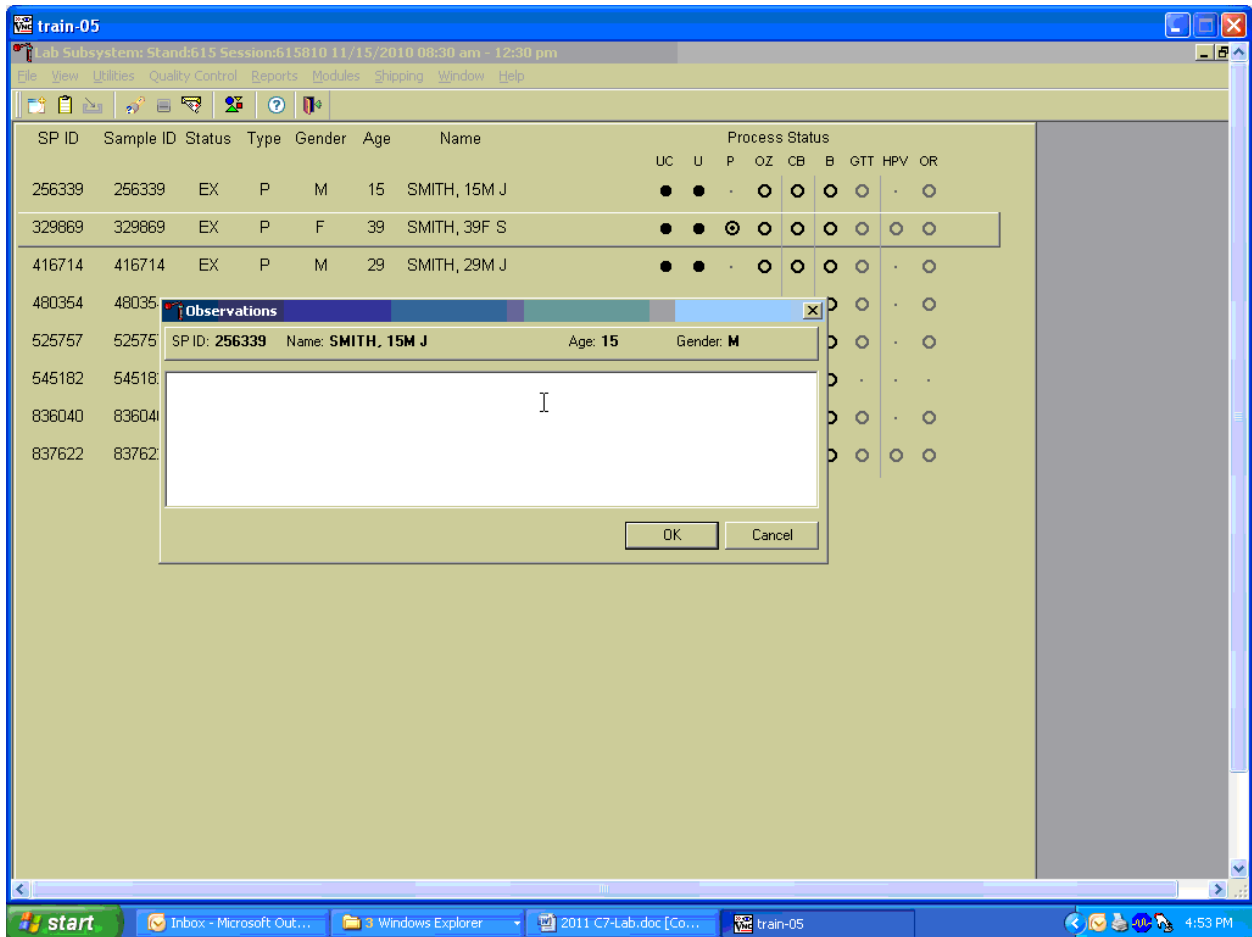 train-05
Lab Subsystem: Stand:615 Session:615810 11/15/2010 08:30 am - 12:30 pm
File View Utilities Quality Control Reports Modules Shipping Window Help
SP ID Sample ID Status Type Gender Age Name Process Status
UC U P OZ CB B GTT HPV OR
256339 256339 EX P M 15 SMITH, 15M J
329869 329869 EX P F 39 SMITH, 39F S
416714 416714 EX P M 29 SMITH, 29M J
480354 48035
Observations
525757 52575
SP ID: 256339 Name: SMITH, 15M J Age: 15 Gender: M
545182 54518
836040 83604
837622 83762
OK Cancel
start Inbox - Microsoft Out... 3 Windows Explorer 2011 C7-Lab.doc [Co... train-05 4:53 PM